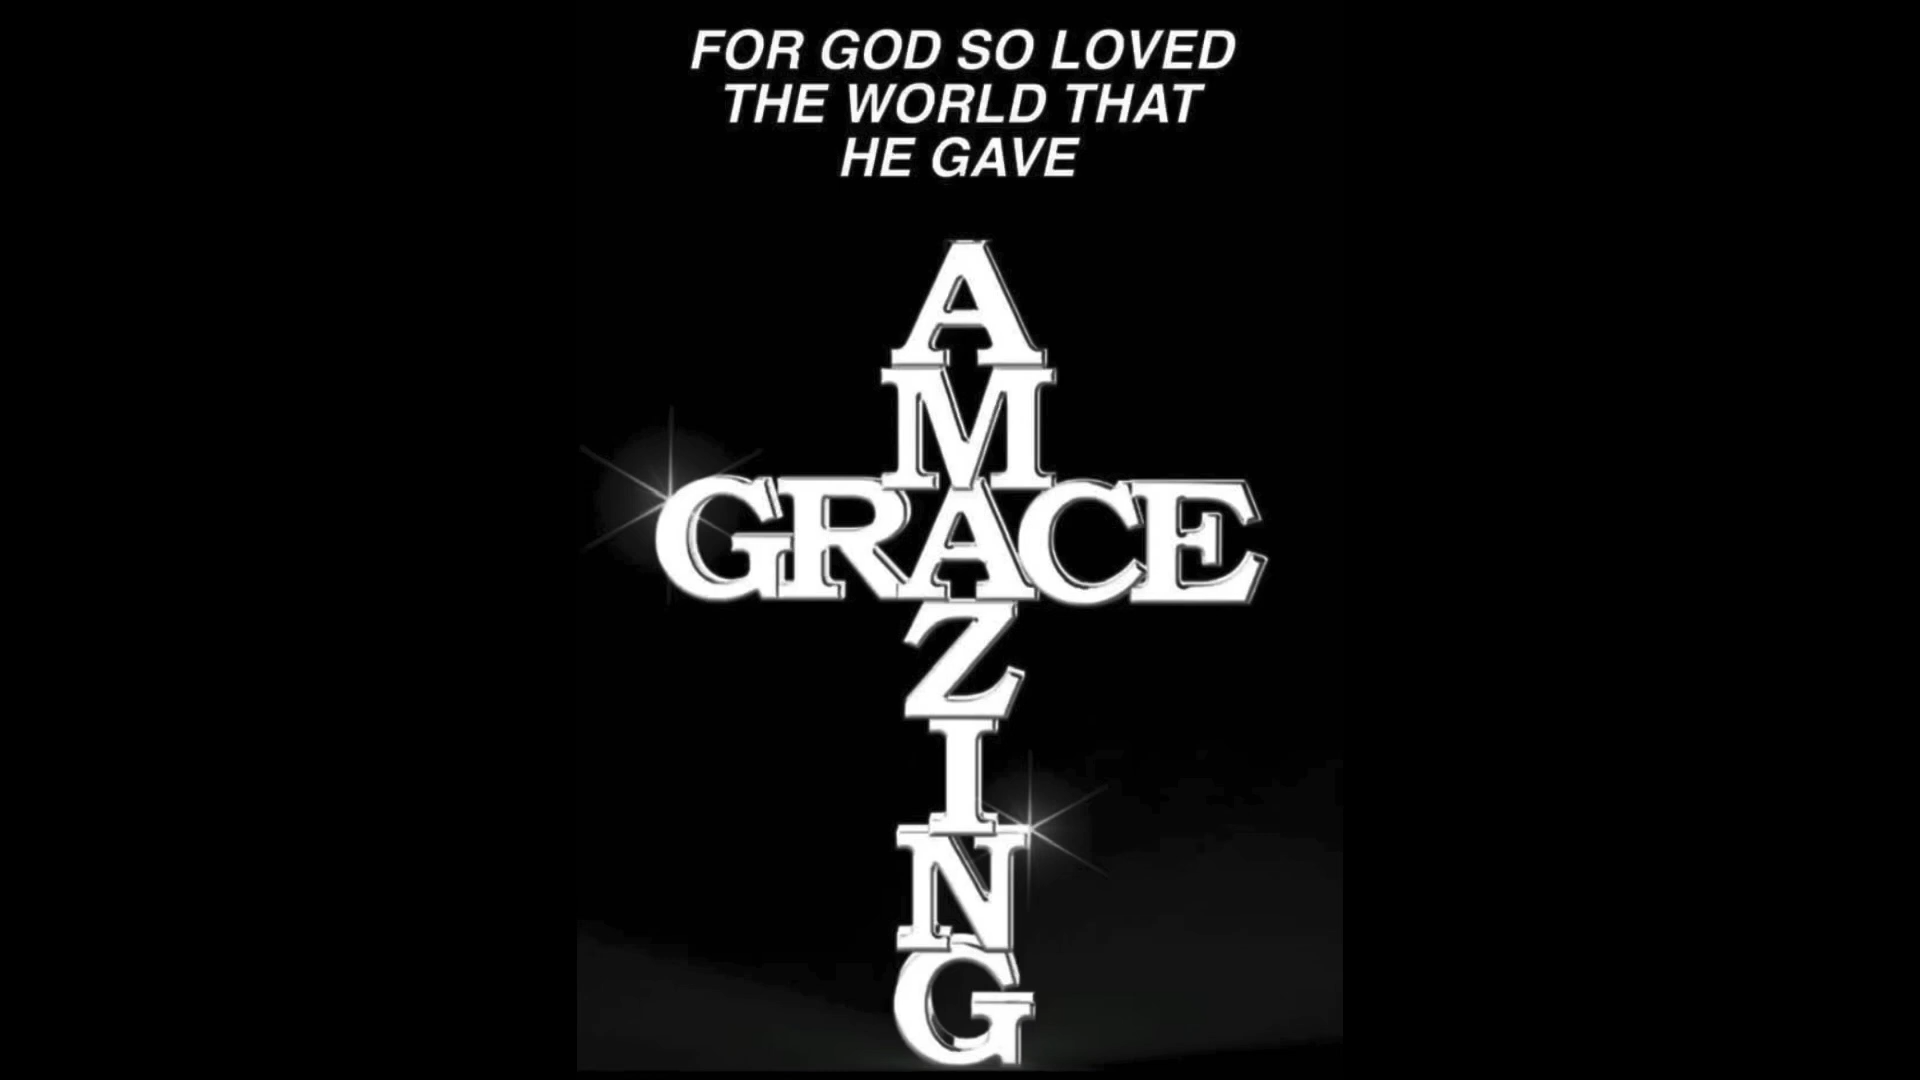 FOR GOD SO LOVED
THE WORLD THAT
HE GAVE
AMAZING
GRACE